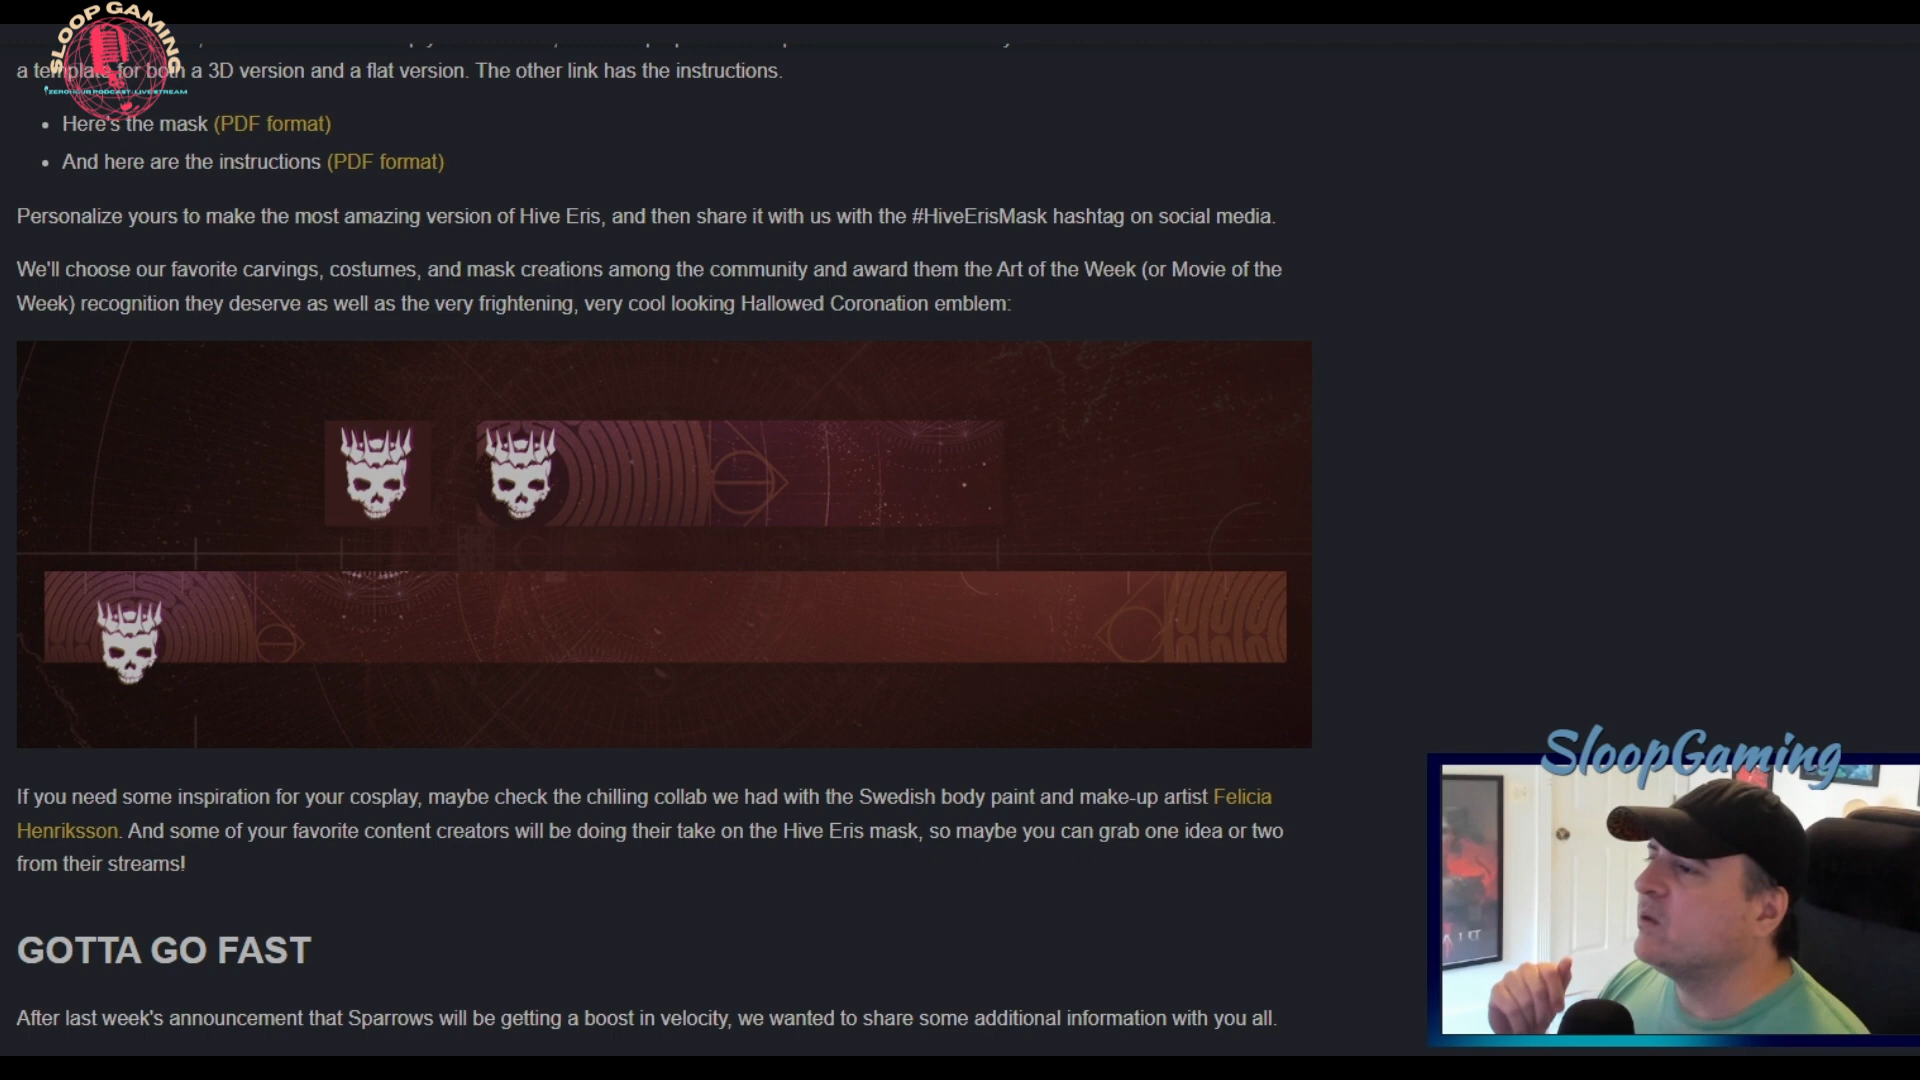 SLOOP GAMING
ZEROHOUR PODCAST LIVESTREAM
a template for both a 3D version and a flat version. The other link has the instructions.
• Here's the mask (PDF format)
• And here are the instructions (PDF format)
Personalize yours to make the most amazing version of Hive Eris, and then share it with us with the #HiveErisMask hashtag on social media.
We'll choose our favorite carvings, costumes, and mask creations among the community and award them the Art of the Week (or Movie of the
Week) recognition they deserve as well as the very frightening, very cool looking Hallowed Coronation emblem:
If you need some inspiration for your cosplay, maybe check the chilling collab we had with the Swedish body paint and make-up artist Felicia
Henriksson. And some of your favorite content creators will be doing their take on the Hive Eris mask, so maybe you can grab one idea or two
from their streams!
SloopGaming
GOTTA GO FAST
After last week's announcement that Sparrows will be getting a boost in velocity, we wanted to share some additional information with you all.